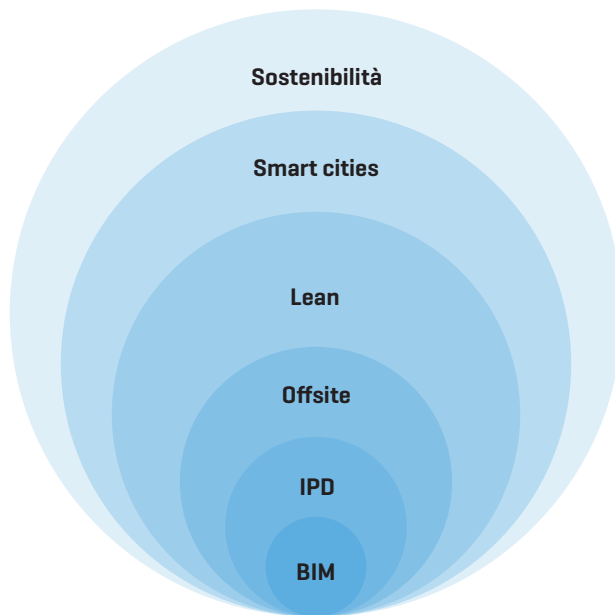 Sostenibilità
Smart cities
Lean
Offsite
IPD
BIM